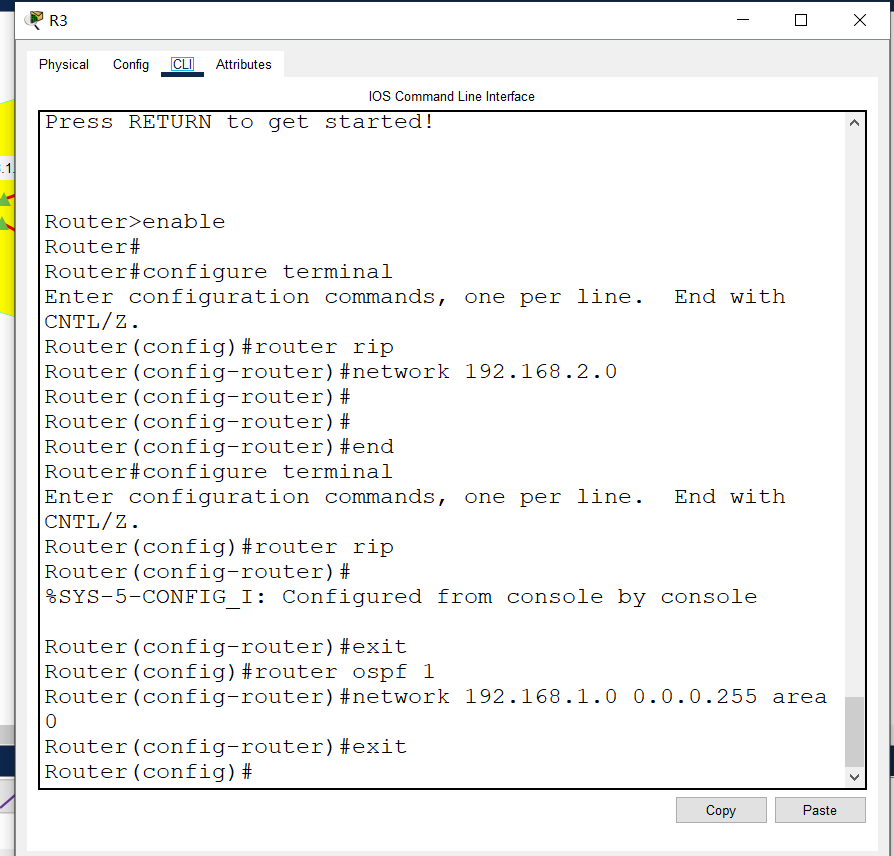 R3
Physical Config CLI Attributes
IOS Command Line Interface
Press RETURN to get started!
Router>enable
Router#
Router#configure terminal
Enter configuration commands, one per line.  End with
CNTL/Z.
Router(config)#router rip
Router(config-router)#network 192.168.2.0
Router(config-router)#
Router(config-router)#
Router(config-router)#end
Router#configure terminal
Enter configuration commands, one per line.  End with
CNTL/Z.
Router(config)#router rip
Router(config-router)#
%SYS-5-CONFIG_I: Configured from console by console
Router(config-router)#exit
Router(config)#router ospf 1
Router(config-router)#network 192.168.1.0 0.0.0.255 area
0
Router(config-router)#exit
Router(config)#
Copy Paste